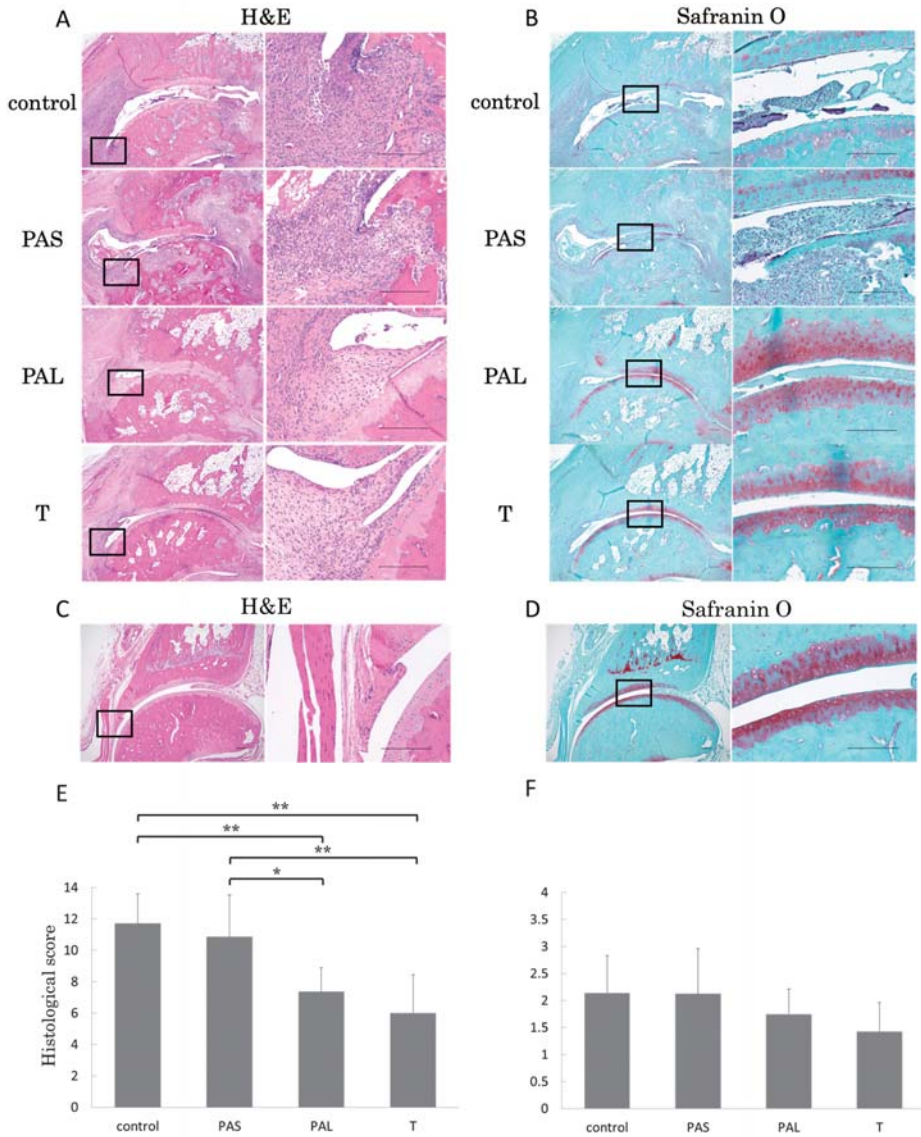 A H&E
control
PAS
PAL
T
B Safranin O
control
PAS
PAL
T
C H&E
D Safranin O
E
**
**
**
*
Histological score
14
12
10
8
6
4
2
0
control PAS PAL T
F
4
3.5
3
2.5
2
1.5
1
0.5
0
control PAS PAL T